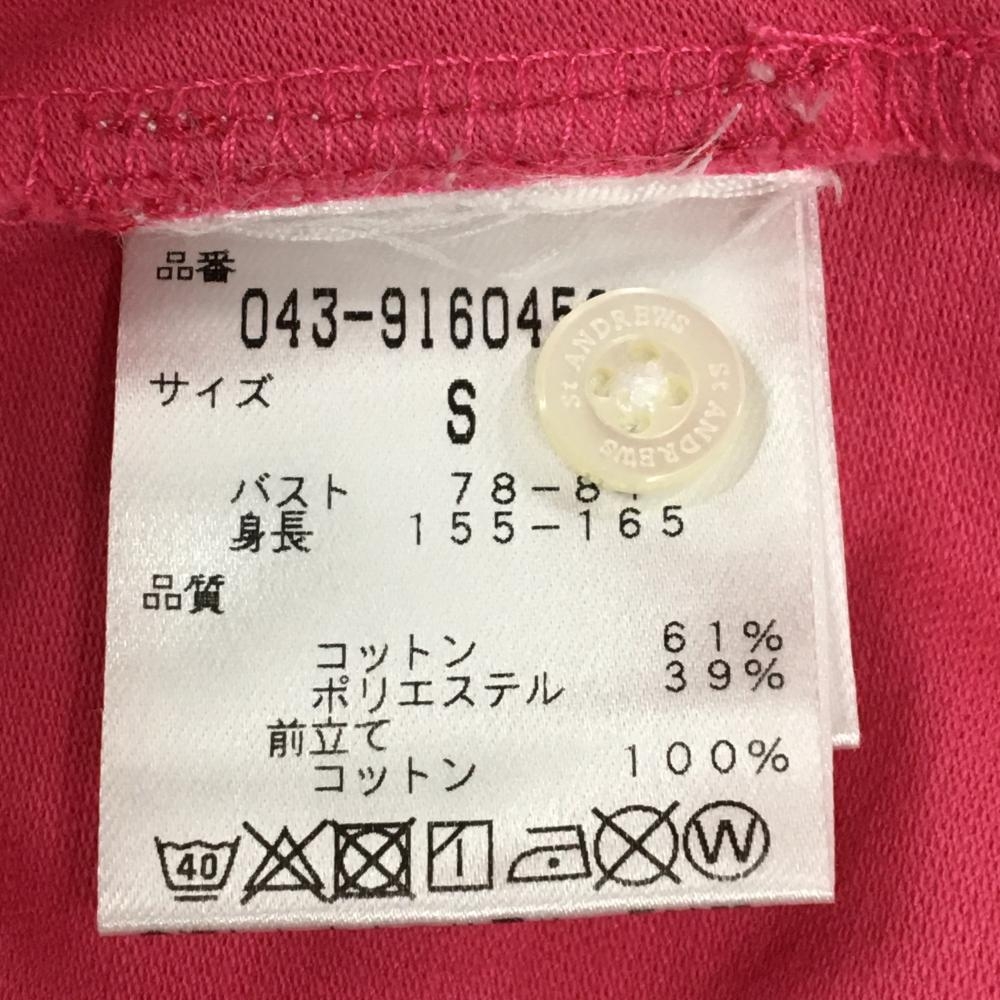 品番
043-916045
サイズ
S
バスト 78-8
身長 155-165
品質
コットン 61%
ポリエステル 39%
前立て
コットン 100%
40
W
St ANDREWS
St ANDREWS